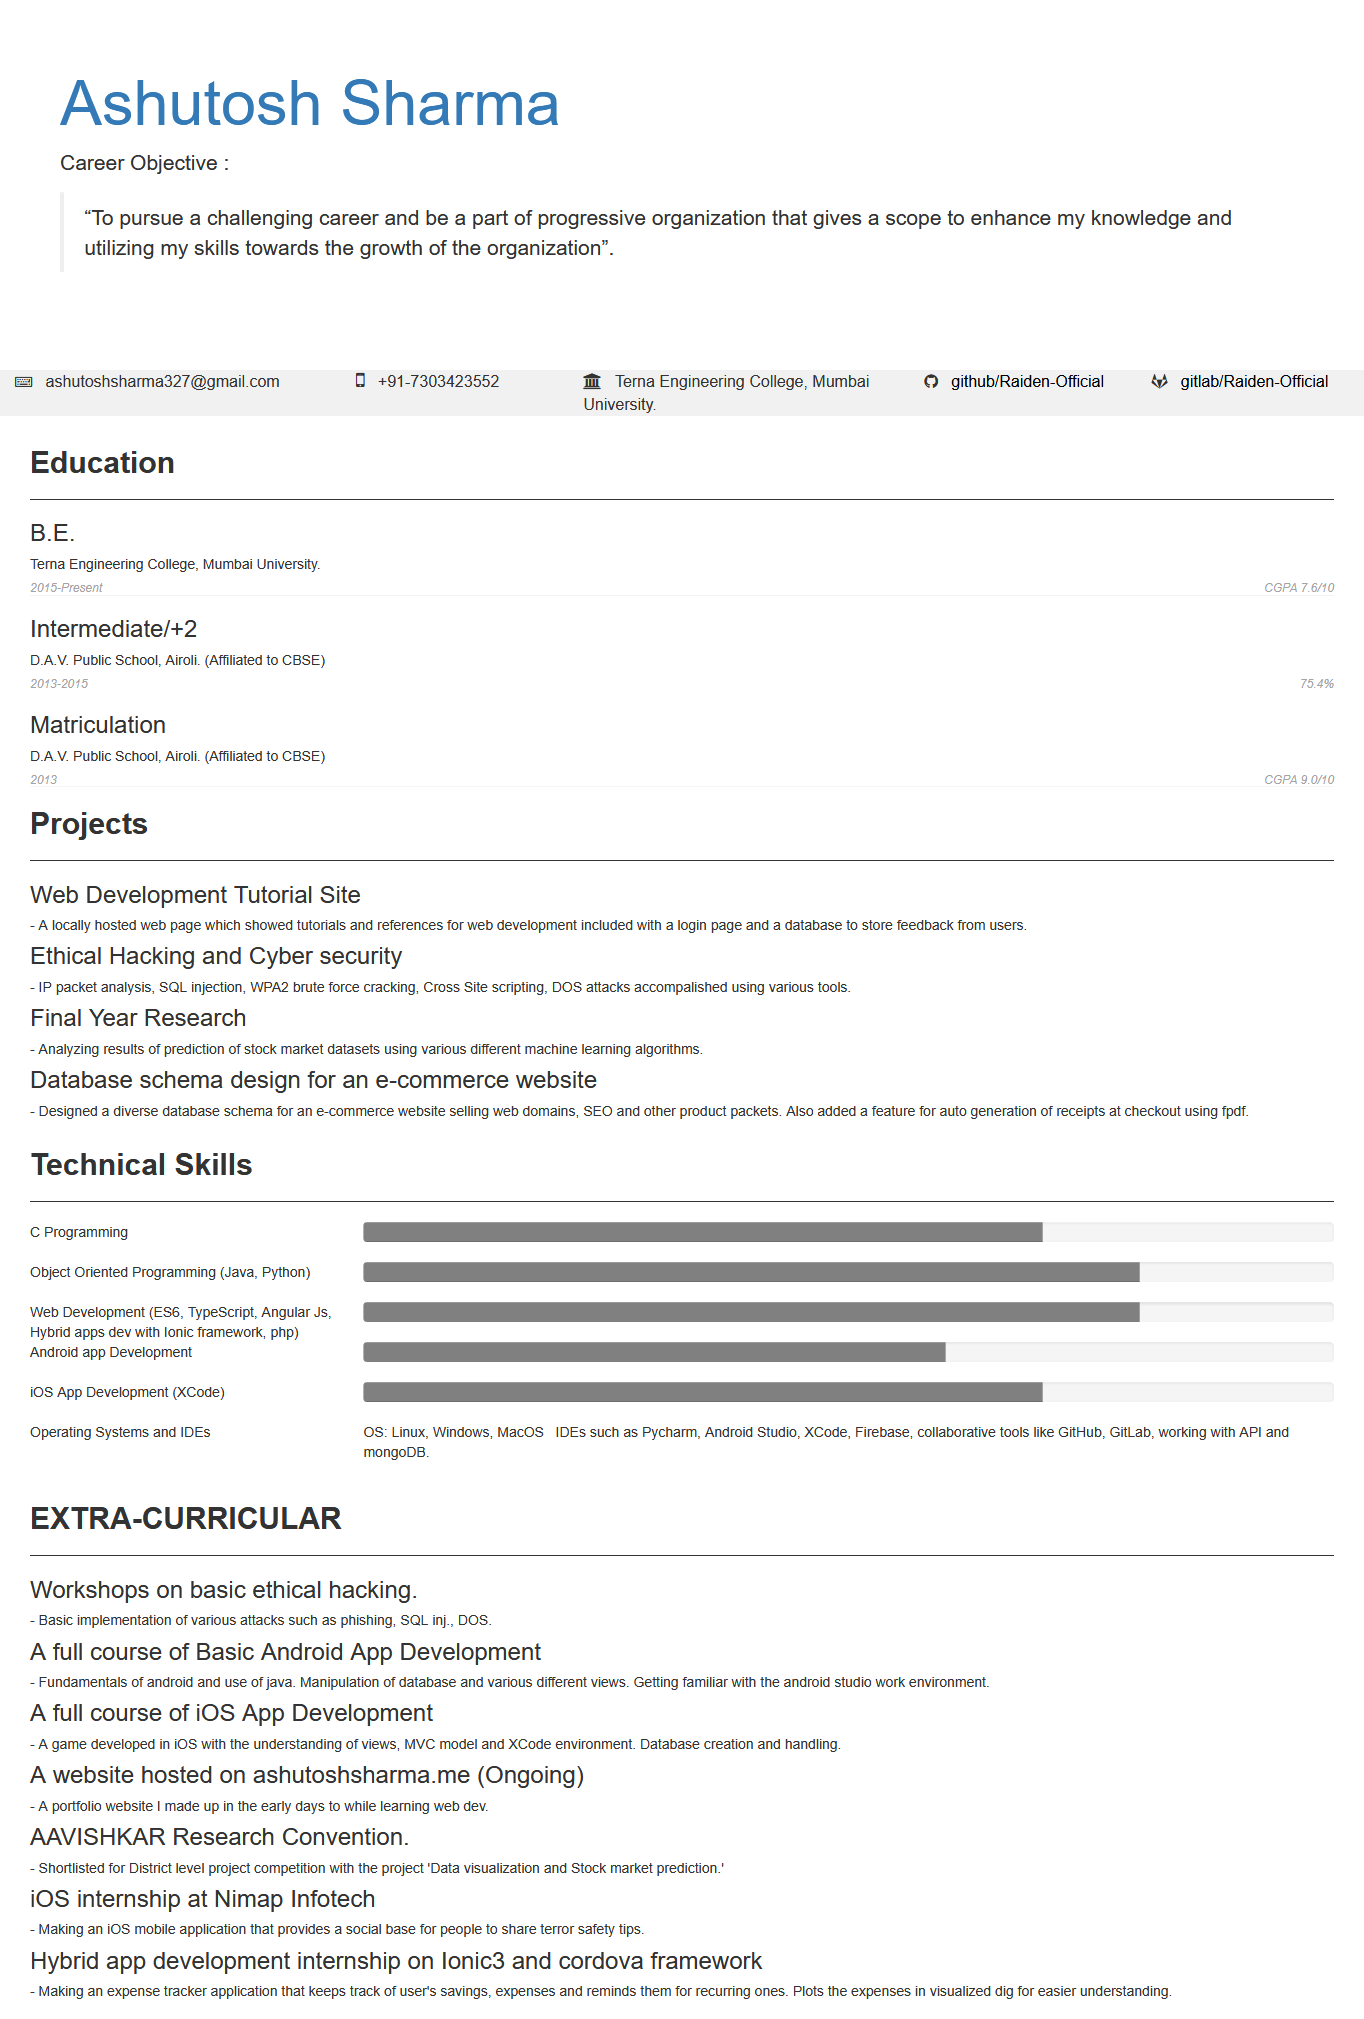 Ashutosh Sharma
Career Objective :
“To pursue a challenging career and be a part of progressive organization that gives a scope to enhance my knowledge and
utilizing my skills towards the growth of the organization”.
ashutoshsharma327@gmail.com
+91-7303423552
Terna Engineering College, Mumbai
University.
github/Raiden-Official
gitlab/Raiden-Official
Education
B.E.
Terna Engineering College, Mumbai University.
2015-Present CGPA 7.6/10
Intermediate/+2
D.A.V. Public School, Airoli. (Affiliated to CBSE)
2013-2015 75.4%
Matriculation
D.A.V. Public School, Airoli. (Affiliated to CBSE)
2013 CGPA 9.0/10
Projects
Web Development Tutorial Site
- A locally hosted web page which showed tutorials and references for web development included with a login page and a database to store feedback from users.
Ethical Hacking and Cyber security
- IP packet analysis, SQL injection, WPA2 brute force cracking, Cross Site scripting, DOS attacks accompalished using various tools.
Final Year Research
- Analyzing results of prediction of stock market datasets using various different machine learning algorithms.
Database schema design for an e-commerce website
- Designed a diverse database schema for an e-commerce website selling web domains, SEO and other product packets. Also added a feature for auto generation of receipts at checkout using fpdf.
Technical Skills
C Programming
Object Oriented Programming (Java, Python)
Web Development (ES6, TypeScript, Angular Js,
Hybrid apps dev with Ionic framework, php)
Android app Development
iOS App Development (XCode)
Operating Systems and IDEs
OS: Linux, Windows, MacOS IDEs such as Pycharm, Android Studio, XCode, Firebase, collaborative tools like GitHub, GitLab, working with API and
mongoDB.
EXTRA-CURRICULAR
Workshops on basic ethical hacking.
- Basic implementation of various attacks such as phishing, SQL inj., DOS.
A full course of Basic Android App Development
- Fundamentals of android and use of java. Manipulation of database and various different views. Getting familiar with the android studio work environment.
A full course of iOS App Development
- A game developed in iOS with the understanding of views, MVC model and XCode environment. Database creation and handling.
A website hosted on ashutoshsharma.me (Ongoing)
- A portfolio website I made up in the early days to while learning web dev.
AAVISHKAR Research Convention.
- Shortlisted for District level project competition with the project 'Data visualization and Stock market prediction.'
iOS internship at Nimap Infotech
- Making an iOS mobile application that provides a social base for people to share terror safety tips.
Hybrid app development internship on Ionic3 and cordova framework
- Making an expense tracker application that keeps track of user's savings, expenses and reminds them for recurring ones. Plots the expenses in visualized dig for easier understanding.